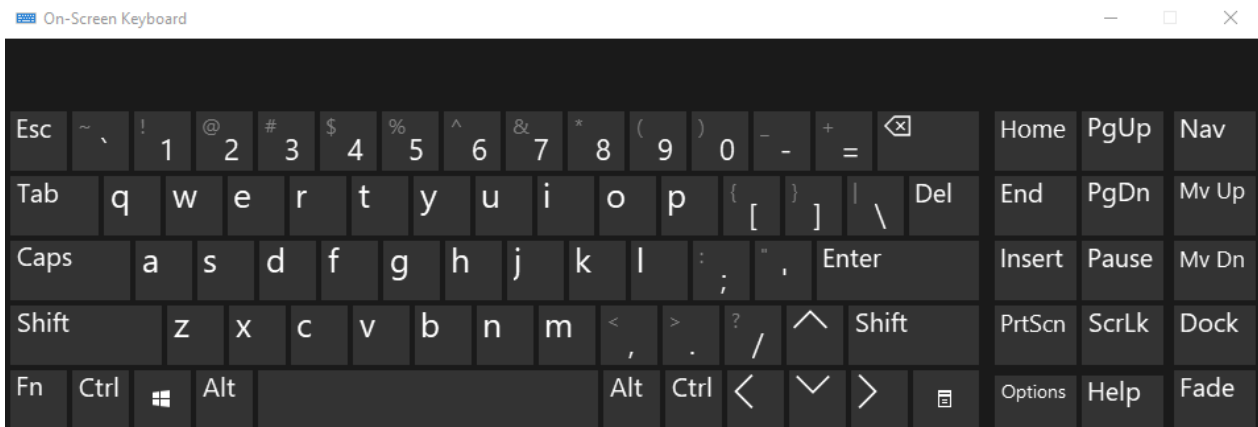 On-Screen Keyboard
Esc ~ ` ! 1 @ 2 # 3 $ 4 % 5 ^ 6 & 7 * 8 ( 9 ) 0 _ - + = Home PgUp Nav
Tab q w e r t y u i o p { [ } ] | \ Del End PgDn Mv Up
Caps a s d f g h j k l : ; " ' Enter Insert Pause Mv Dn
Shift z x c v b n m < , > . ? / Shift PrtScn ScrLk Dock
Fn Ctrl Alt Alt Ctrl Options Help Fade